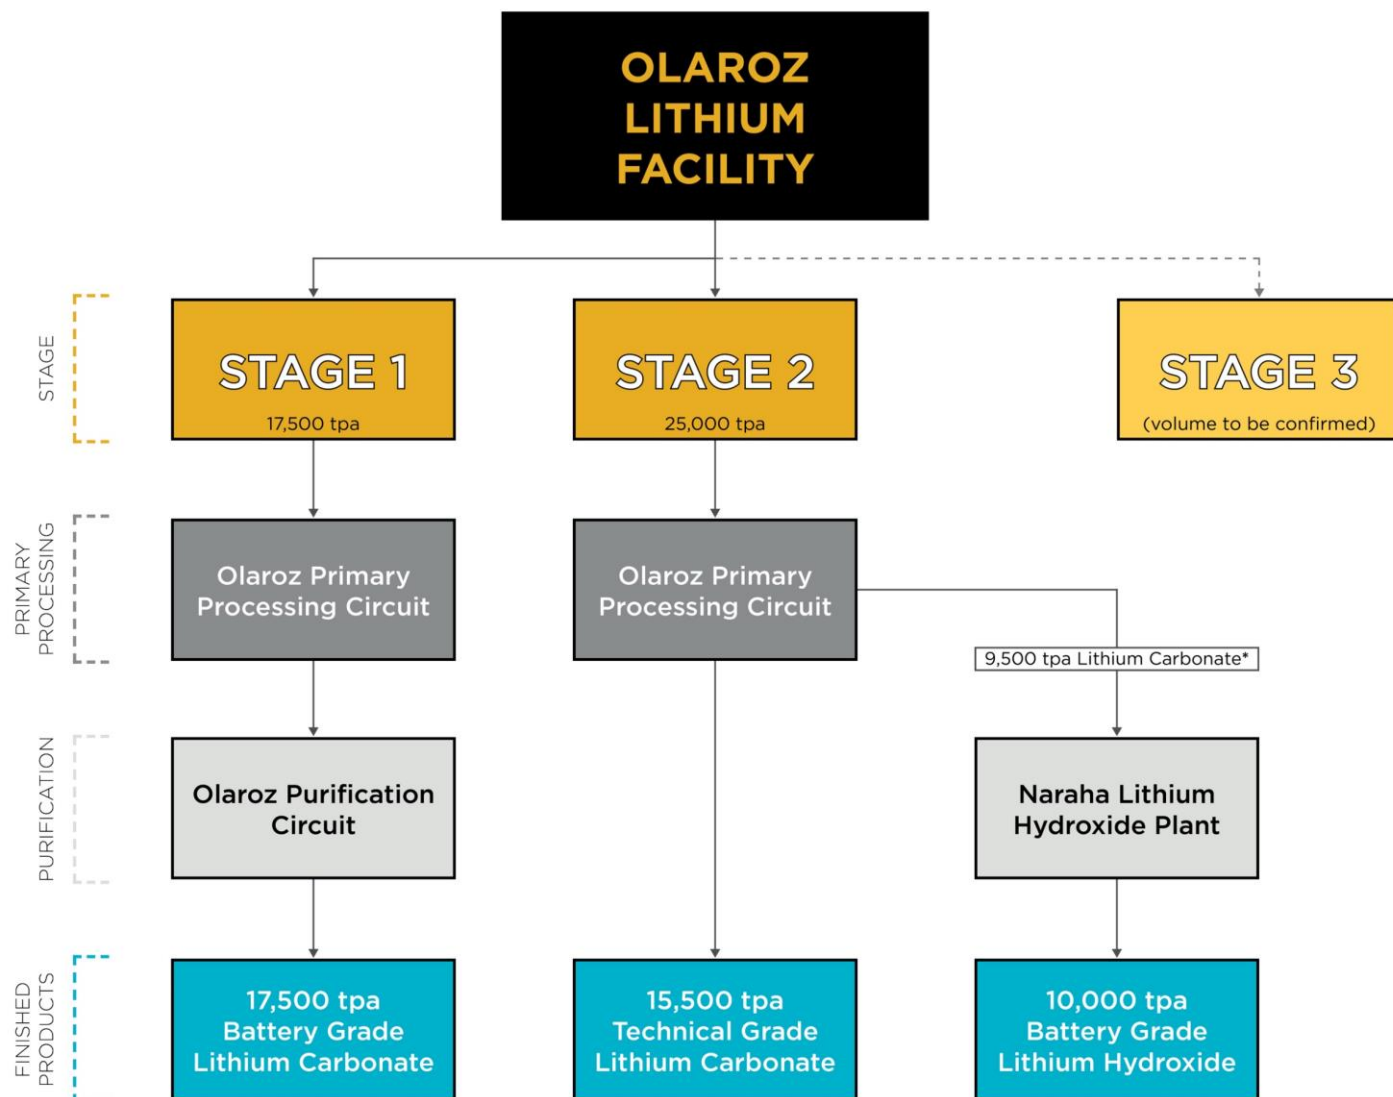 OLAROZ
LITHIUM
FACILITY
STAGE
STAGE 1
17,500 tpa
STAGE 2
25,000 tpa
STAGE 3
(volume to be confirmed)
PRIMARY
PROCESSING
Olaroz Primary
Processing Circuit
Olaroz Primary
Processing Circuit
9,500 tpa Lithium Carbonate*
PURIFICATION
Olaroz Purification
Circuit
Naraha Lithium
Hydroxide Plant
FINISHED
PRODUCTS
17,500 tpa
Battery Grade
Lithium Carbonate
15,500 tpa
Technical Grade
Lithium Carbonate
10,000 tpa
Battery Grade
Lithium Hydroxide